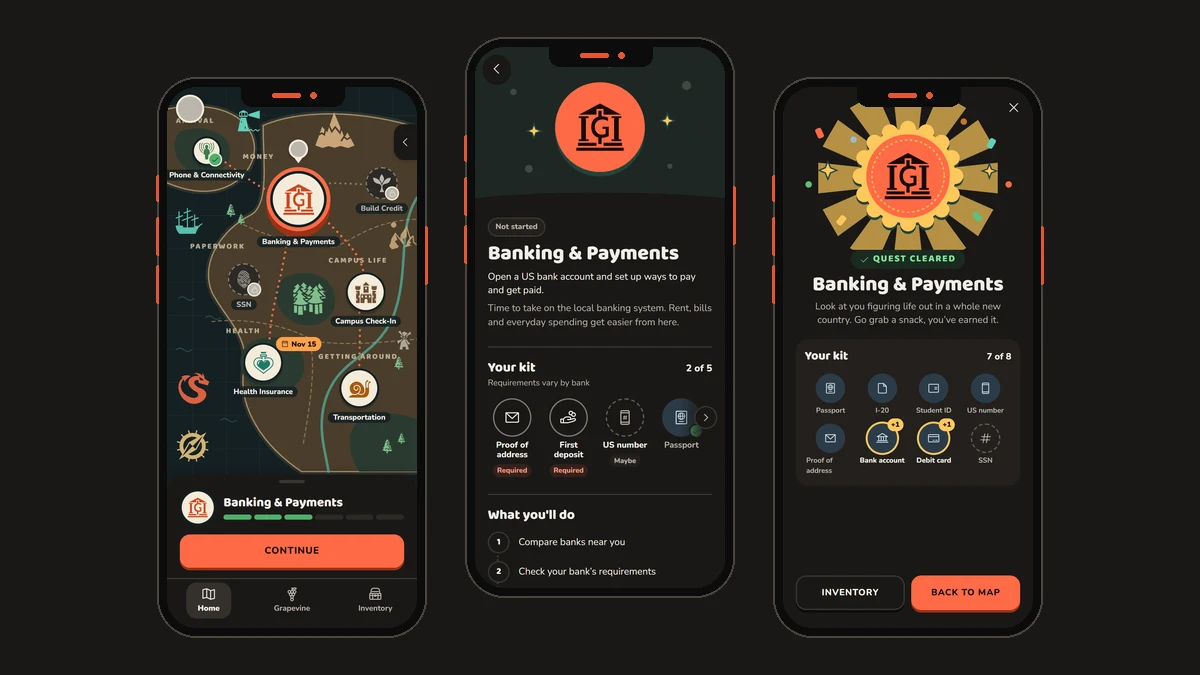 MONEY
Phone & Connectivity
Build Credit
Banking & Payments
PAPERWORK
CAMPUS LIFE
SSN
Campus Check-In
HEALTH
Nov 15
GETTING AROUND
Health Insurance
Transportation
Banking & Payments
CONTINUE
Home
Grapevine
Inventory
Not started
Banking & Payments
Open a US bank account and set up ways to pay
and get paid.
Time to take on the local banking system. Rent, bills
and everyday spending get easier from here.
Your kit
2 of 5
Requirements vary by bank
Proof of
address
Required
First
deposit
Required
US number
Maybe
Passport
What you'll do
1
Compare banks near you
2
Check your bank's requirements
QUEST CLEARED
Banking & Payments
Look at you figuring life out in a whole new
country. Go grab a snack, you've earned it.
Your kit
7 of 8
Passport
I-20
Student ID
US number
Proof of
address
+1
Bank account
+1
Debit card
#
SSN
INVENTORY
BACK TO MAP